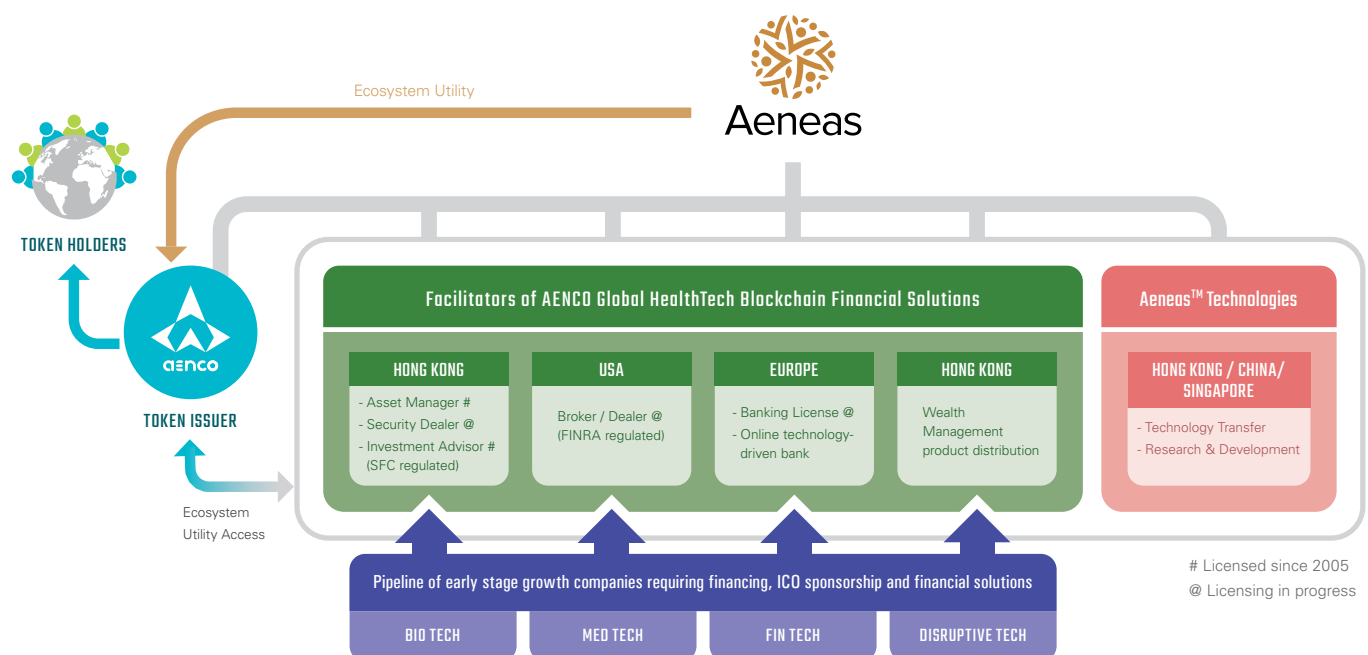 Aeneas
Ecosystem Utility
TOKEN HOLDERS
aenco
TOKEN ISSUER
Ecosystem
Utility Access
Facilitators of AENCO Global HealthTech Blockchain Financial Solutions
HONG KONG
- Asset Manager #
- Security Dealer @
- Investment Advisor #
(SFC regulated)
USA
Broker / Dealer @
(FINRA regulated)
EUROPE
- Banking License @
- Online technology-
driven bank
HONG KONG
Wealth
Management
product distribution
Aeneas™ Technologies
HONG KONG / CHINA/
SINGAPORE
- Technology Transfer
- Research & Development
Pipeline of early stage growth companies requiring financing, ICO sponsorship and financial solutions
BIO TECH
MED TECH
FIN TECH
DISRUPTIVE TECH
# Licensed since 2005
@ Licensing in progress